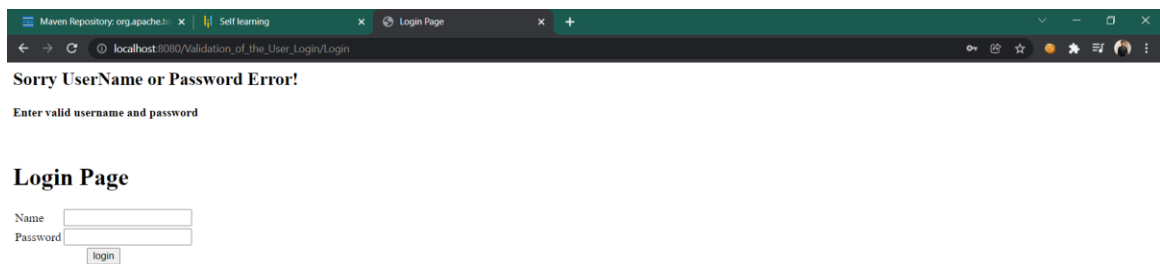 Maven Repository: org.apache.to
Self learning
Login Page
localhost:8080/Validation_of_the_User_Login/Login
Sorry UserName or Password Error!
Enter valid username and password
Login Page
Name
Password
login